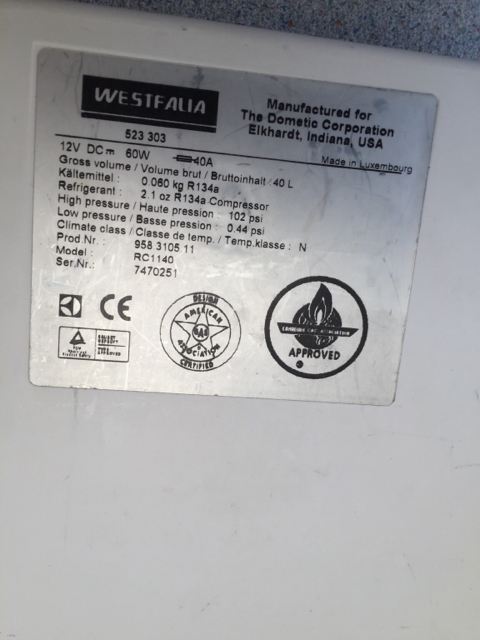 WESTFALIA
Manufactured for
The Dometic Corporation
Elkhardt, Indiana, USA
523 303
12V DC 60W 40A
Made in Luxembourg
Gross volume / Volume brut / Bruttoinhalt : 40 L
Kältemittel : 0.060 kg R134a
Refrigerant : 2.1 oz R134a Compressor
High pressure / Haute pression : 102 psi
Low pressure / Basse pression : 0.44 psi
Climate class / Classe de temp. / Temp.klasse : N
Prod.Nr. 958 3105 11
Model : RC1140
Ser.Nr.: 7470251
CE
DESIGN
AMERICAN
GAS
ASSOCIATION
CERTIFIED
APPROVED